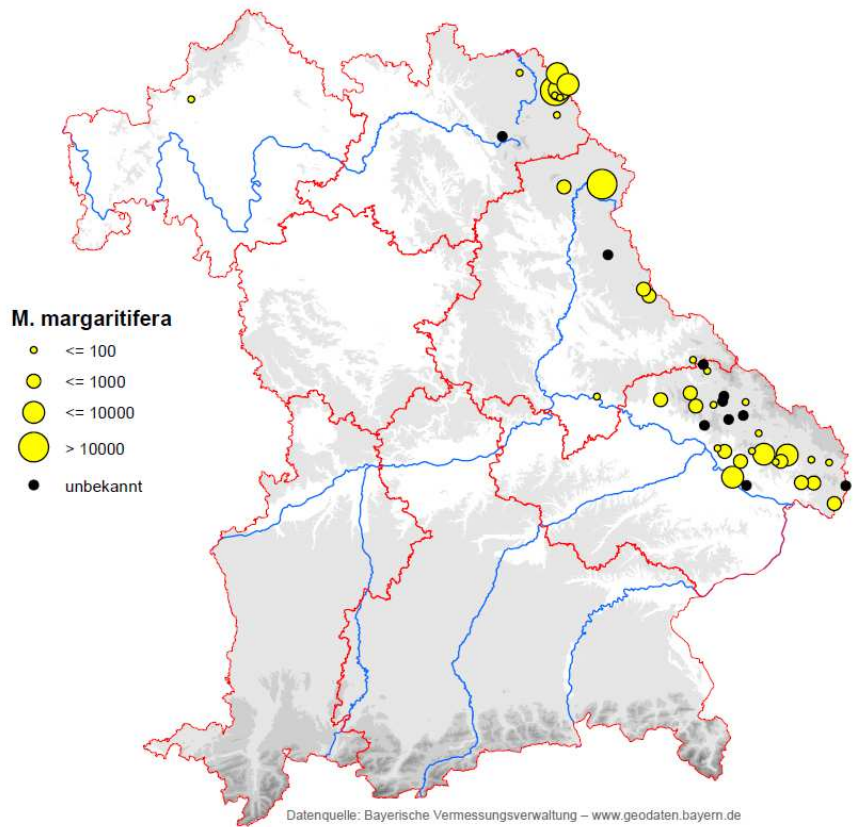 M. margaritifera
<= 100
<= 1000
<= 10000
> 10000
unbekannt
Datenquelle: Bayerische Vermessungsverwaltung – www.geodaten.bayern.de